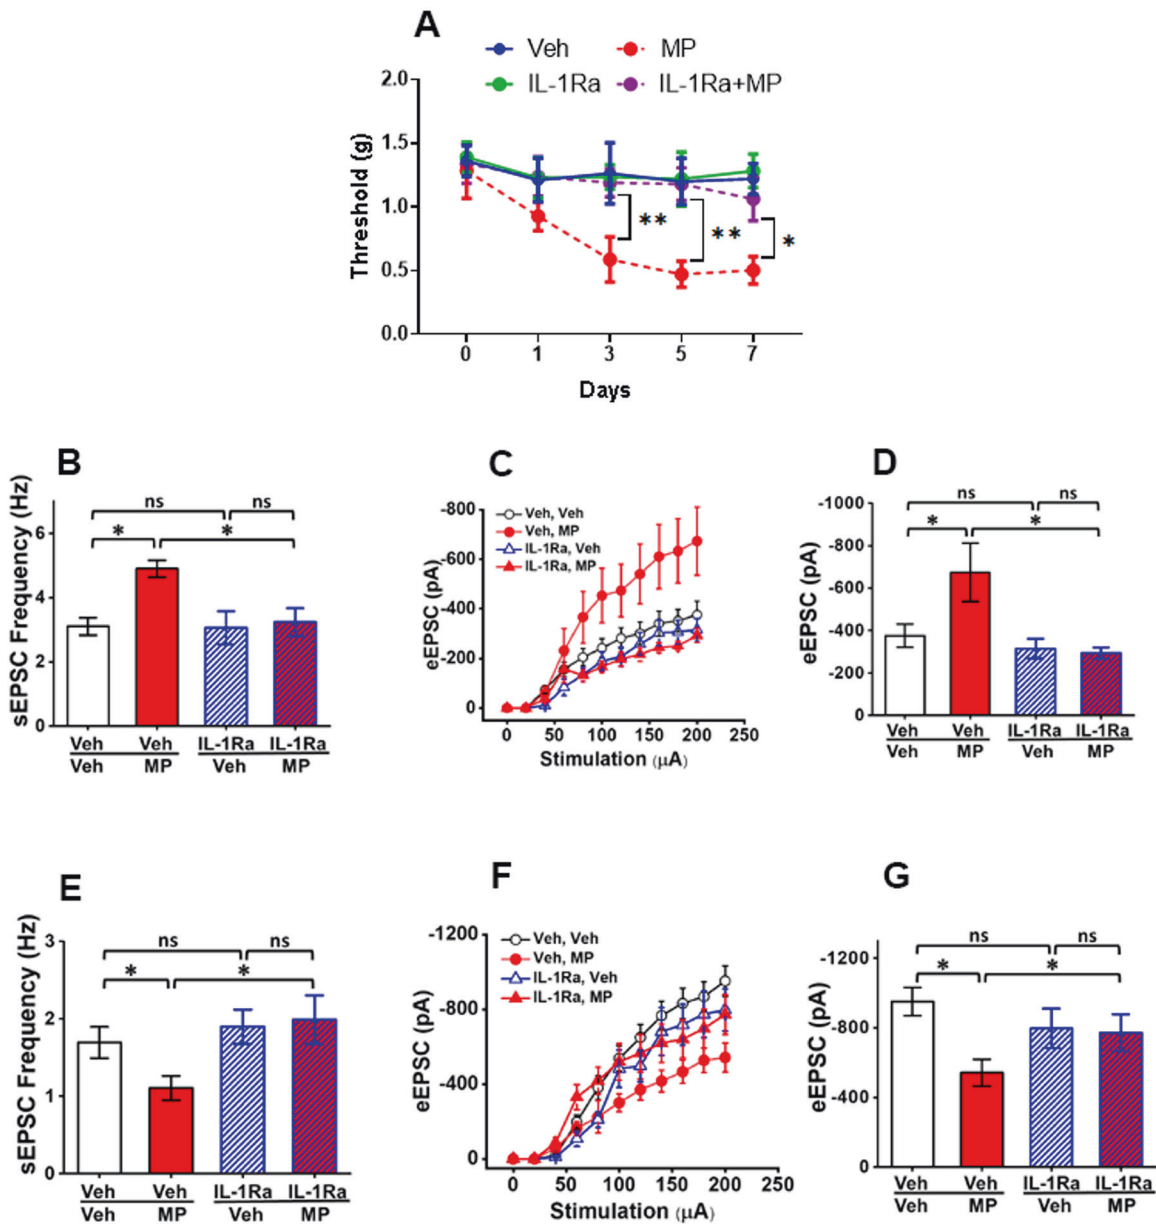 A
Veh MP
IL-1Ra IL-1Ra+MP
Threshold (g)
2.0
1.5
1.0
0.5
0.0
** ** *
0 1 3 5 7
Days
B
sEPSC Frequency (Hz)
6
4
2
0
ns ns
* *
Veh Veh IL-1Ra IL-1Ra
Veh MP Veh MP
C
eEPSC (pA)
-800
-600
-400
-200
0
Veh, Veh
Veh, MP
IL-1Ra, Veh
IL-1Ra, MP
0 50 100 150 200 250
Stimulation (μA)
D
eEPSC (pA)
-1000
-800
-600
-400
-200
0
ns ns
* *
Veh Veh IL-1Ra IL-1Ra
Veh MP Veh MP
E
sEPSC Frequency (Hz)
3
2
1
0
ns ns
* *
Veh Veh IL-1Ra IL-1Ra
Veh MP Veh MP
F
eEPSC (pA)
-1200
-800
-400
0
Veh, Veh
Veh, MP
IL-1Ra, Veh
IL-1Ra, MP
0 50 100 150 200 250
Stimulation (μA)
G
eEPSC (pA)
-1200
-800
-400
0
ns ns
* *
Veh Veh IL-1Ra IL-1Ra
Veh MP Veh MP